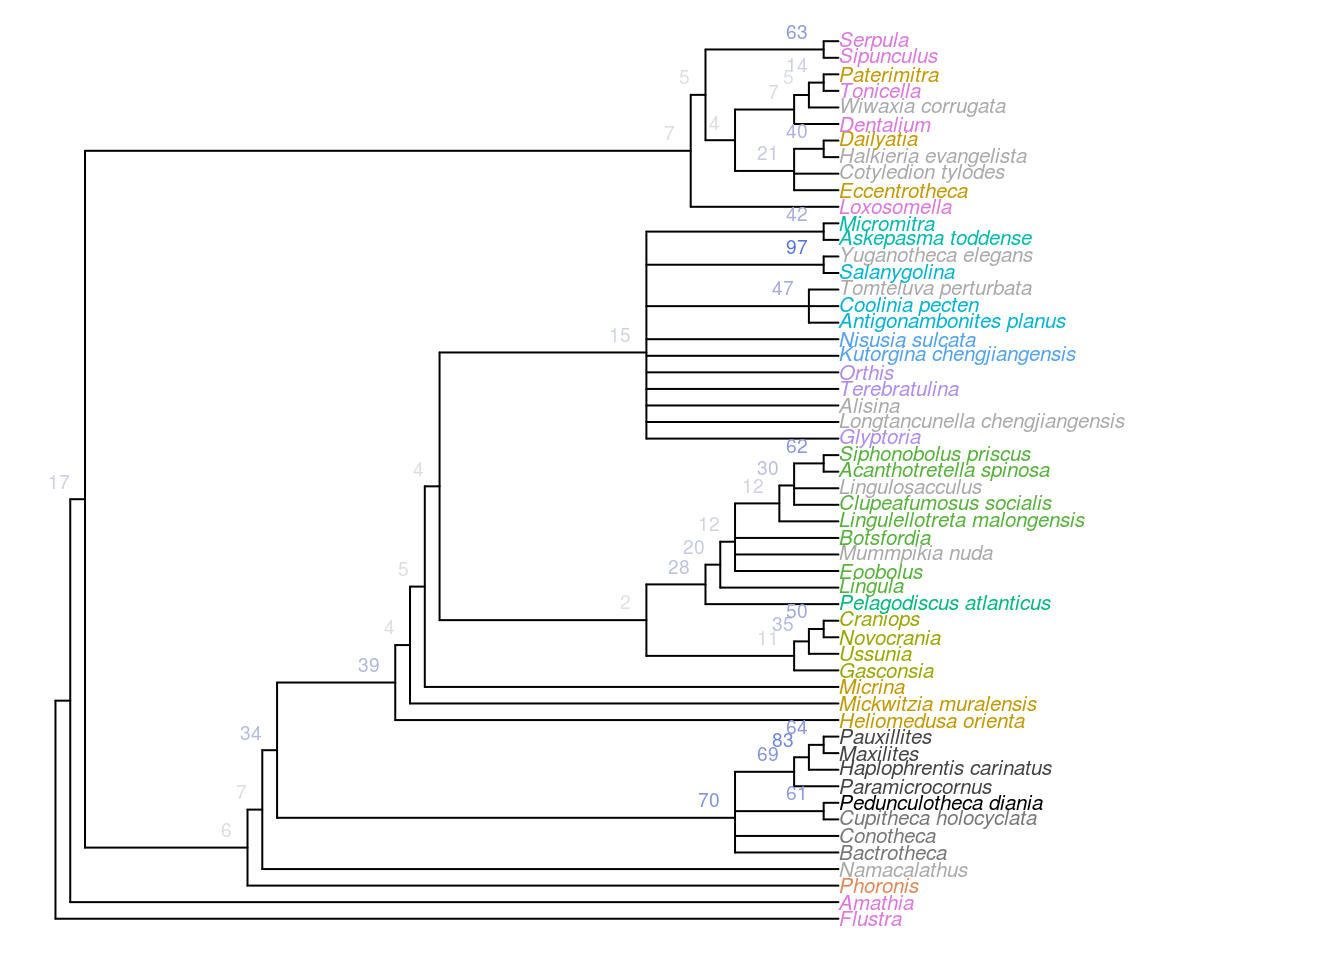 63
Serpula
Sipunculus
14
5
5
Paterimitra
7
Tonicella
Wiwaxia corrugata
4
7
Dentalium
40
Dailyatia
21
Halkieria evangelista
Cotyledion tylodes
Eccentrotheca
Loxosomella
42
Micromitra
Askepasma toddense
97
Yuganotheca elegans
Salanygolina
47
Tomteluva perturbata
Coolinia pecten
Antigonambonites planus
15
Nisusia sulcata
Kutorgina chengjiangensis
Orthis
Terebratulina
Alisina
Longtancunella chengjiangensis
Glyptoria
62
Siphonobolus priscus
4
30
Acanthotretella spinosa
17
12
Lingulosacculus
Clupeafumosus socialis
12
Lingulellotreta malongensis
Botsfordia
20
Mummpikia nuda
5
28
Eoobolus
Lingula
2
Pelagodiscus atlanticus
50
Craniops
4
11
35
Novocrania
Ussunia
39
Gasconsia
Micrina
Mickwitzia muralensis
Heliomedusa orienta
64
34
83
Pauxillites
69
Maxilites
Haplophrentis carinatus
7
Paramicrocornus
70
61
Pedunculotheca diania
6
Cupitheca holocyclata
Conotheca
Bactrotheca
Namacalathus
Phoronis
Amathia
Flustra